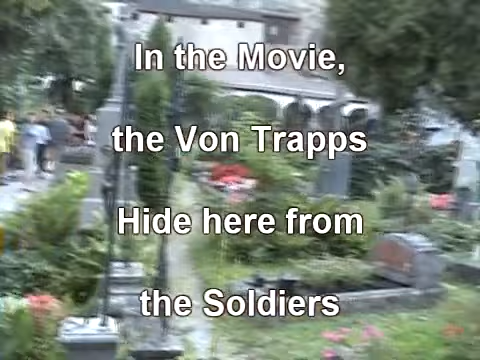 In the Movie,
the Von Trapps
Hide here from
the Soldiers